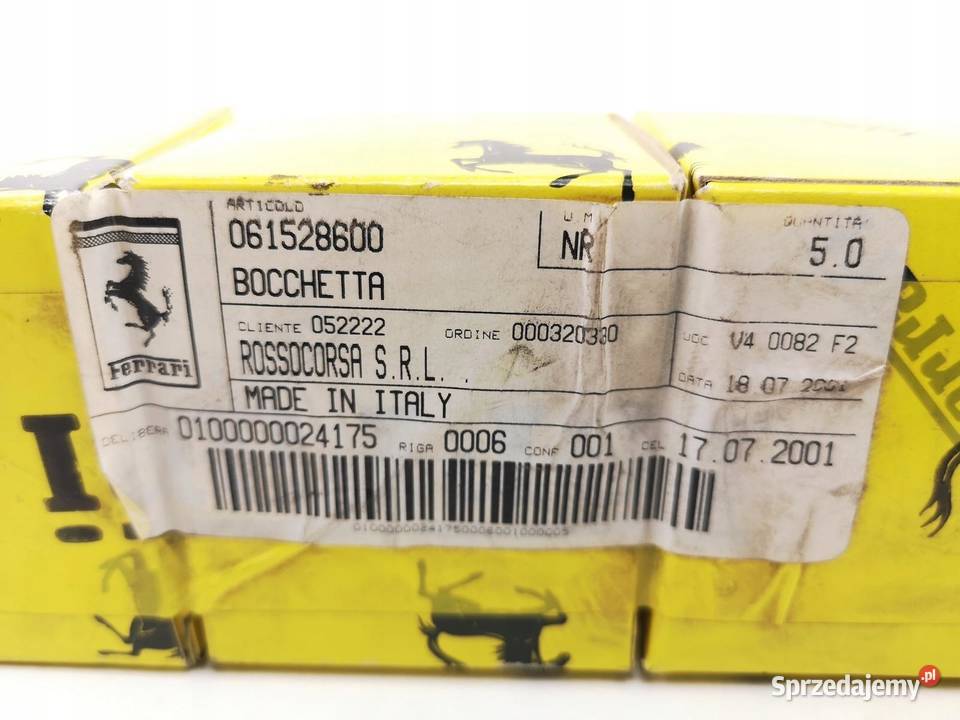 ARTICOLO
061528600
U.M
NR
QUANTITA'
5.0
BOCCHETTA
CLIENTE 052222 ORDINE 000320330
UGC V4 0082 F2
ROSSOCORSA S.R.L.
DATA 18 07 2001
MADE IN ITALY
DELIBERA 0100000024175 RIGA 0006 CONF 001 DEL 17.07.2001
Ferrari
Sprzedajemy.pl